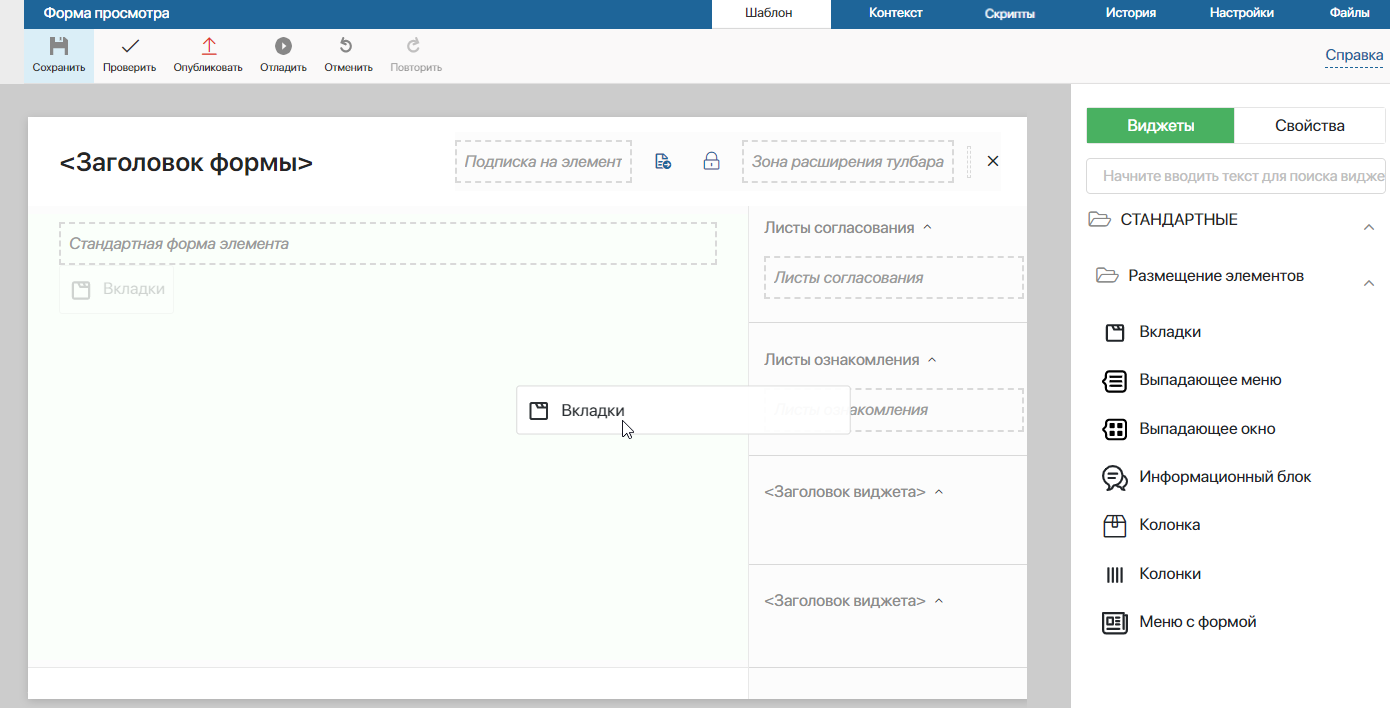 Форма просмотра
Шаблон
Контекст
Скрипты
История
Настройки
Файлы
Сохранить
Проверить
Опубликовать
Отладить
Отменить
Повторить
Справка
<Заголовок формы>
Подписка на элемент
Зона расширения тулбара
Стандартная форма элемента
Вкладки
Листы согласования
Листы согласования
Листы ознакомления
Листы ознакомления
Вкладки
<Заголовок виджета>
<Заголовок виджета>
Виджеты
Свойства
Начните вводить текст для поиска видже
СТАНДАРТНЫЕ
Размещение элементов
Вкладки
Выпадающее меню
Выпадающее окно
Информационный блок
Колонка
Колонки
Меню с формой